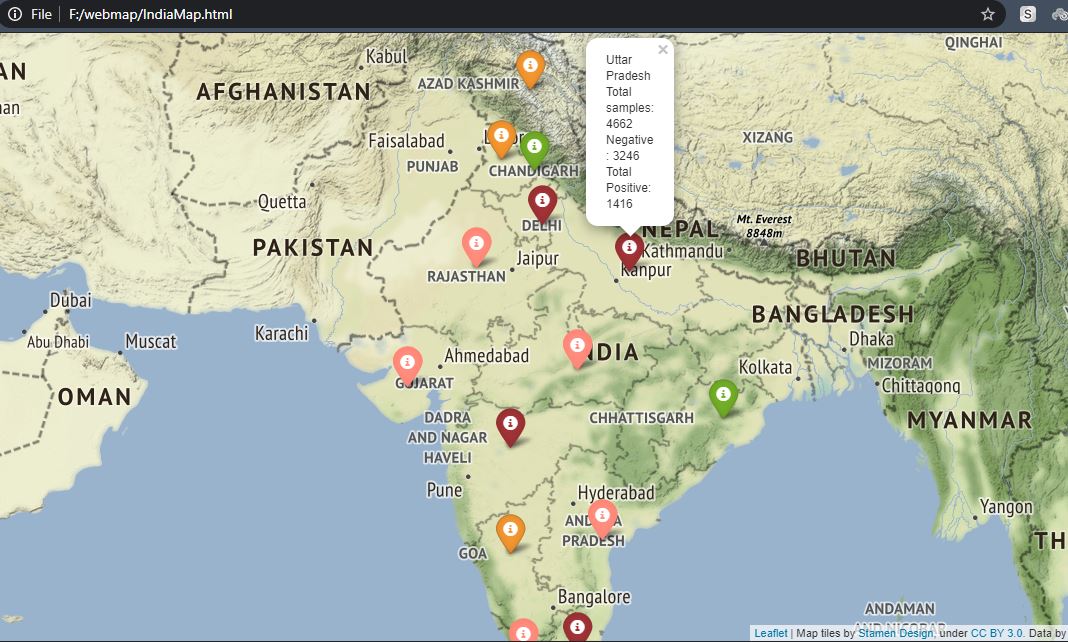 File
F:/webmap/IndiaMap.html
S
QINGHAI
Kabul
AFGHANISTAN
AZAD KASHMIR
×
Uttar
Pradesh
Total
samples:
4662
Negative
: 3246
Total
Positive:
1416
Faisalabad
PUNJAB
CHANDIGARH
XIZANG
Quetta
DELHI
Mt. Everest
8848m
NEPAL
PAKISTAN
Kathmandu
BHUTAN
Jaipur
RAJASTHAN
Kanpur
Dubai
BANGLADESH
Karachi
Abu Dhabi
Muscat
Dhaka
Ahmedabad
INDIA
MIZORAM
Kolkata
GUJARAT
Chittagong
OMAN
DADRA
AND NAGAR
HAVELI
CHHATTISGARH
MYANMAR
Pune
Hyderabad
Yangon
ANDHRA
PRADESH
GOA
TH
Bangalore
ANDAMAN
AND NICOBAR
Leaflet | Map tiles by Stamen Design, under CC BY 3.0. Data by